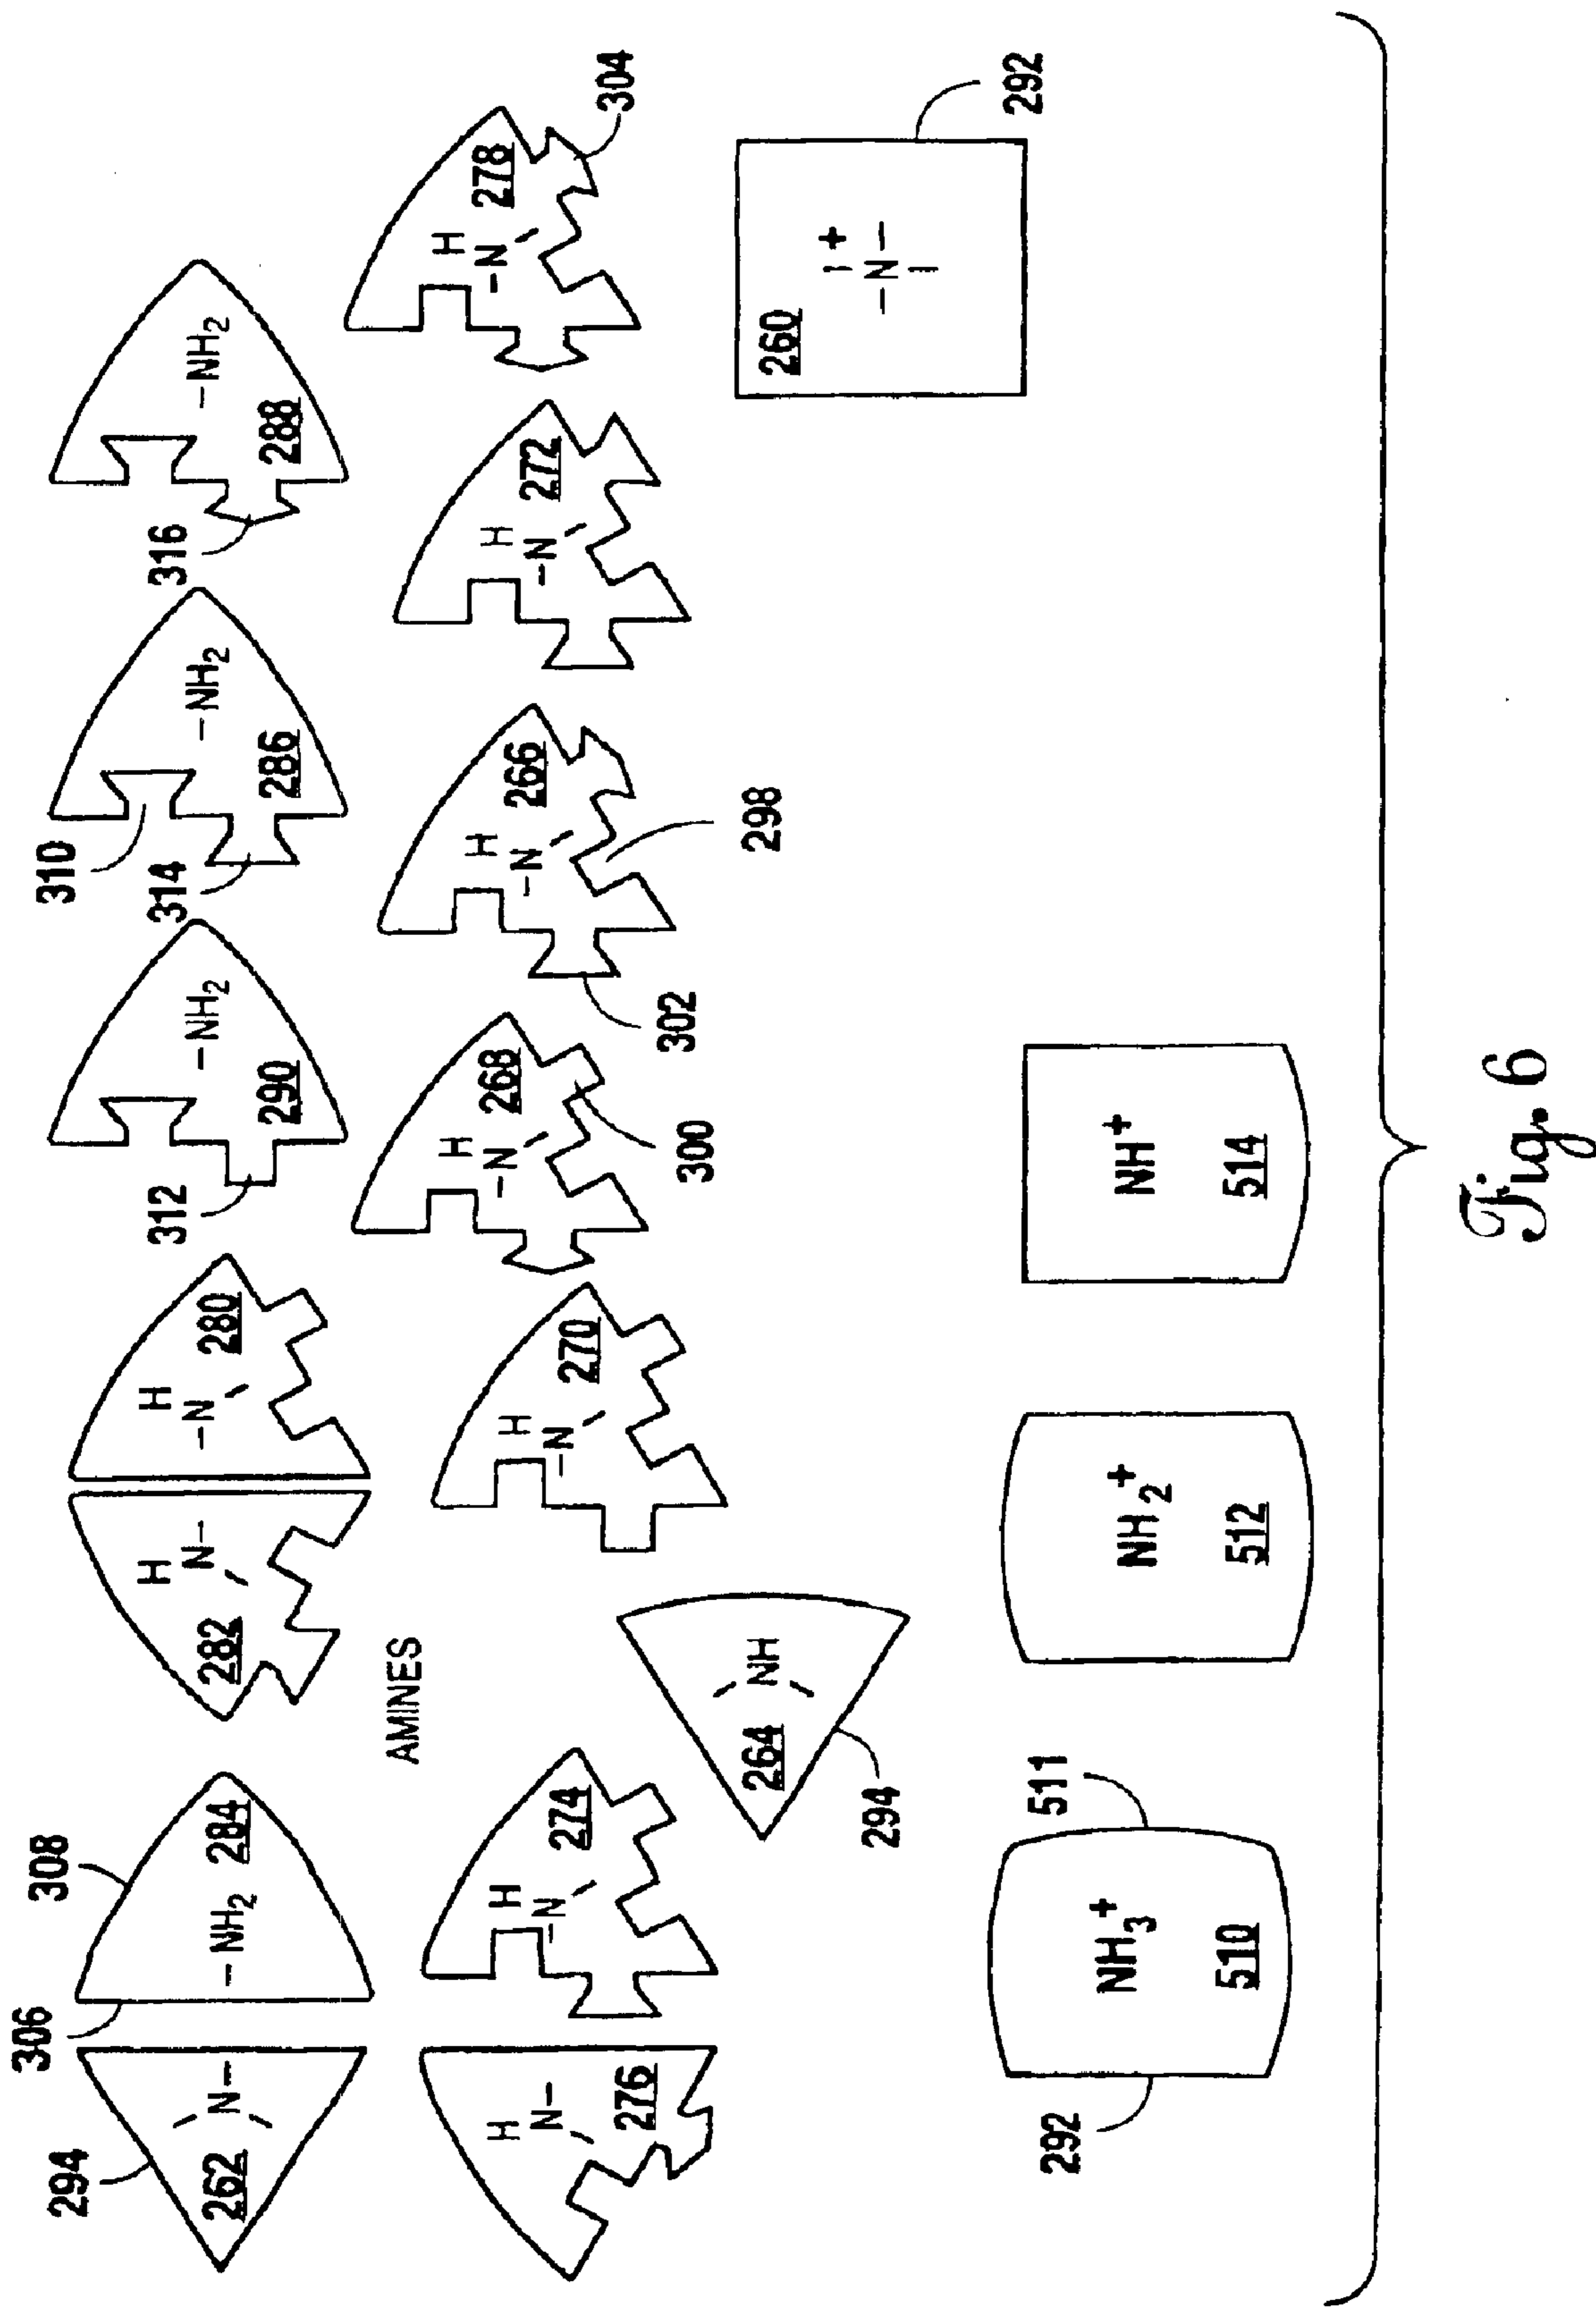 294
262
N
306
308
-NH₂
284
H
N-
282
H
-N
280
312
-NH₂
290
310
314
-NH₂
286
316
-NH₂
288
AMINES
H
N-
276
H
-N
274
H
-N
270
H
-N
268
300
H
-N
266
302
298
H
-N
272
H
-N
278
304
264
NH
294
+
-N-
260
292
292
NH₃⁺
510
511
NH₂⁺
512
NH⁺
514
Fig. 6